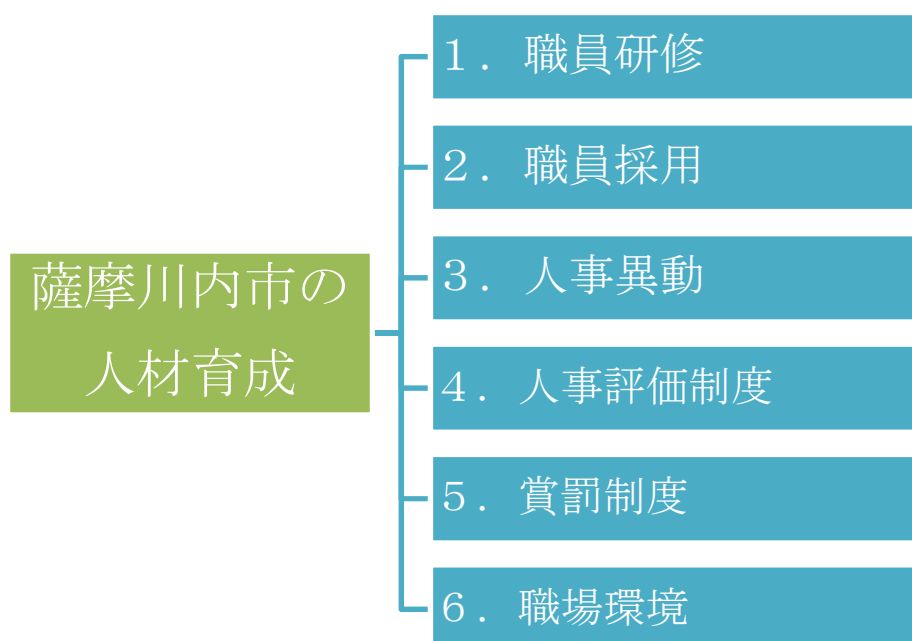 薩摩川内市の
人材育成
１．職員研修
２．職員採用
３．人事異動
４．人事評価制度
５．賞罰制度
６．職場環境